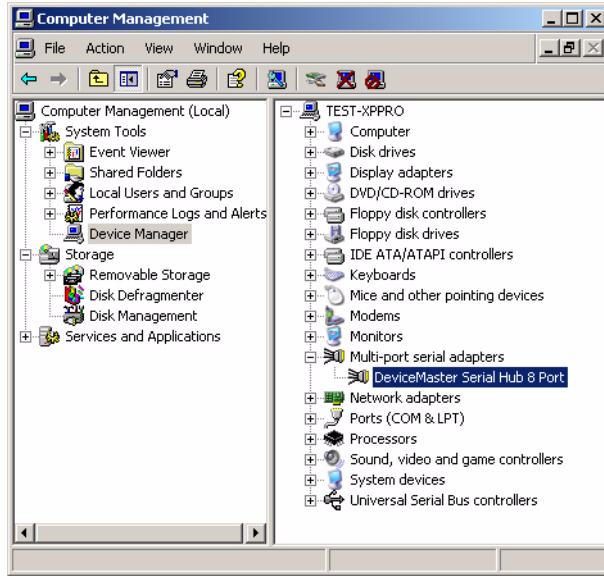 Computer Management
File Action View Window Help
Computer Management (Local)
System Tools
Event Viewer
Shared Folders
Local Users and Groups
Performance Logs and Alerts
Device Manager
Storage
Removable Storage
Disk Defragmenter
Disk Management
Services and Applications
TEST-XPPRO
Computer
Disk drives
Display adapters
DVD/CD-ROM drives
Floppy disk controllers
Floppy disk drives
IDE ATA/ATAPI controllers
Keyboards
Mice and other pointing devices
Modems
Monitors
Multi-port serial adapters
DeviceMaster Serial Hub 8 Port
Network adapters
Ports (COM & LPT)
Processors
Sound, video and game controllers
System devices
Universal Serial Bus controllers